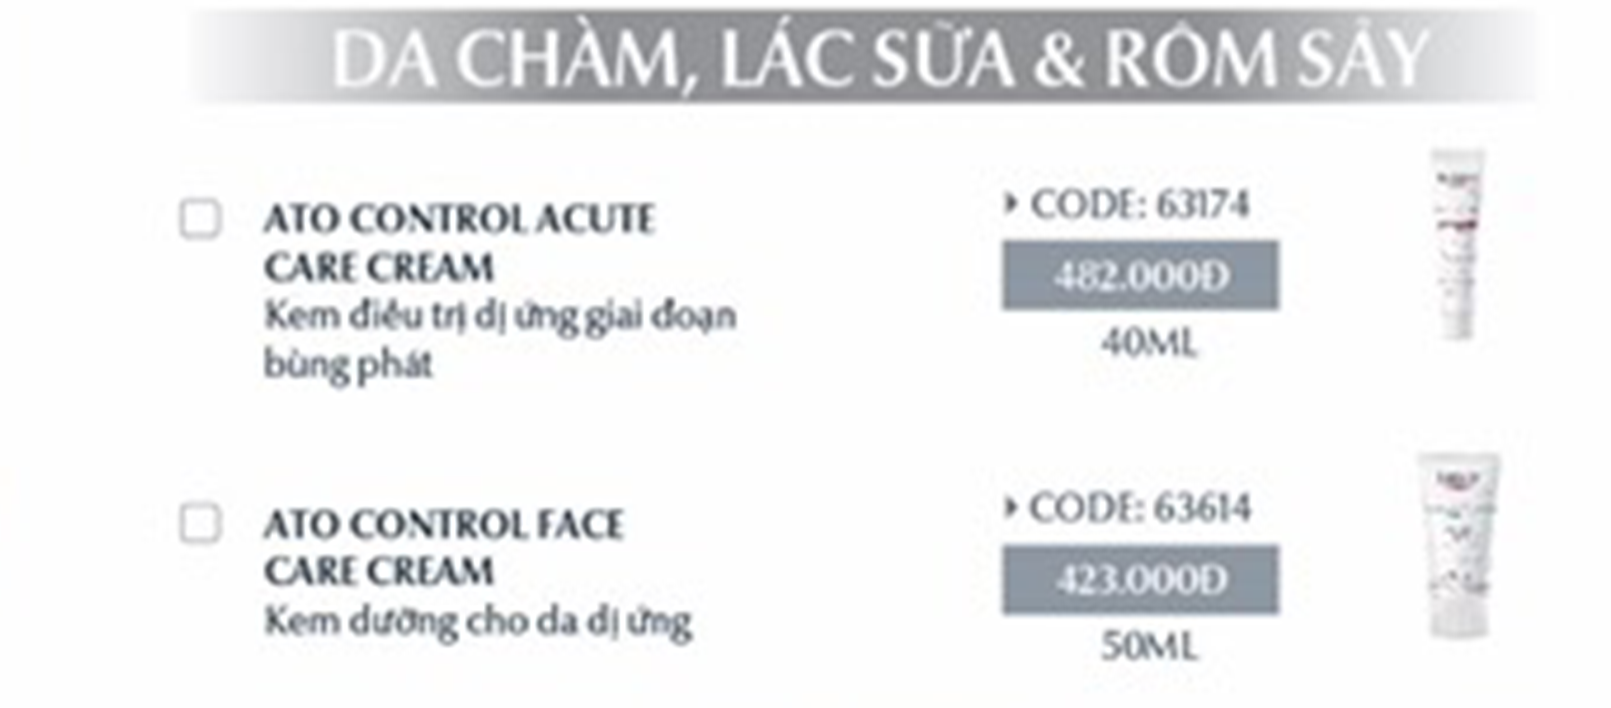 DA CHÀM, LÁC SỮA & RÔM SẢY
ATO CONTROL ACUTE
CARE CREAM
Kem điều trị dị ứng giai đoạn
bùng phát
CODE: 63174
482.000Đ
40ML
ATO CONTROL FACE
CARE CREAM
Kem dưỡng cho da dị ứng
CODE: 63614
423.000Đ
50ML